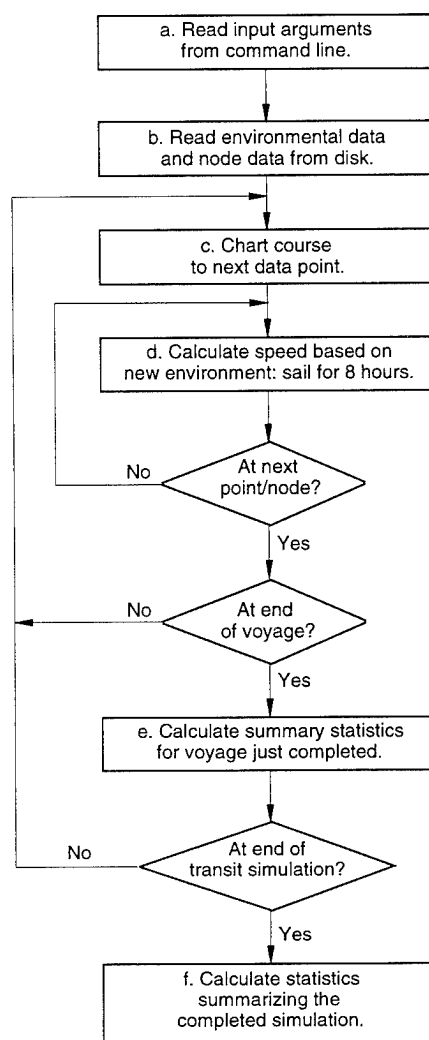 a. Read input arguments
from command line.
b. Read environmental data
and node data from disk.
c. Chart course
to next data point.
d. Calculate speed based on
new environment: sail for 8 hours.
No
At next
point/node?
Yes
No
At end
of voyage?
Yes
e. Calculate summary statistics
for voyage just completed.
No
At end of
transit simulation?
Yes
f. Calculate statistics
summarizing the
completed simulation.